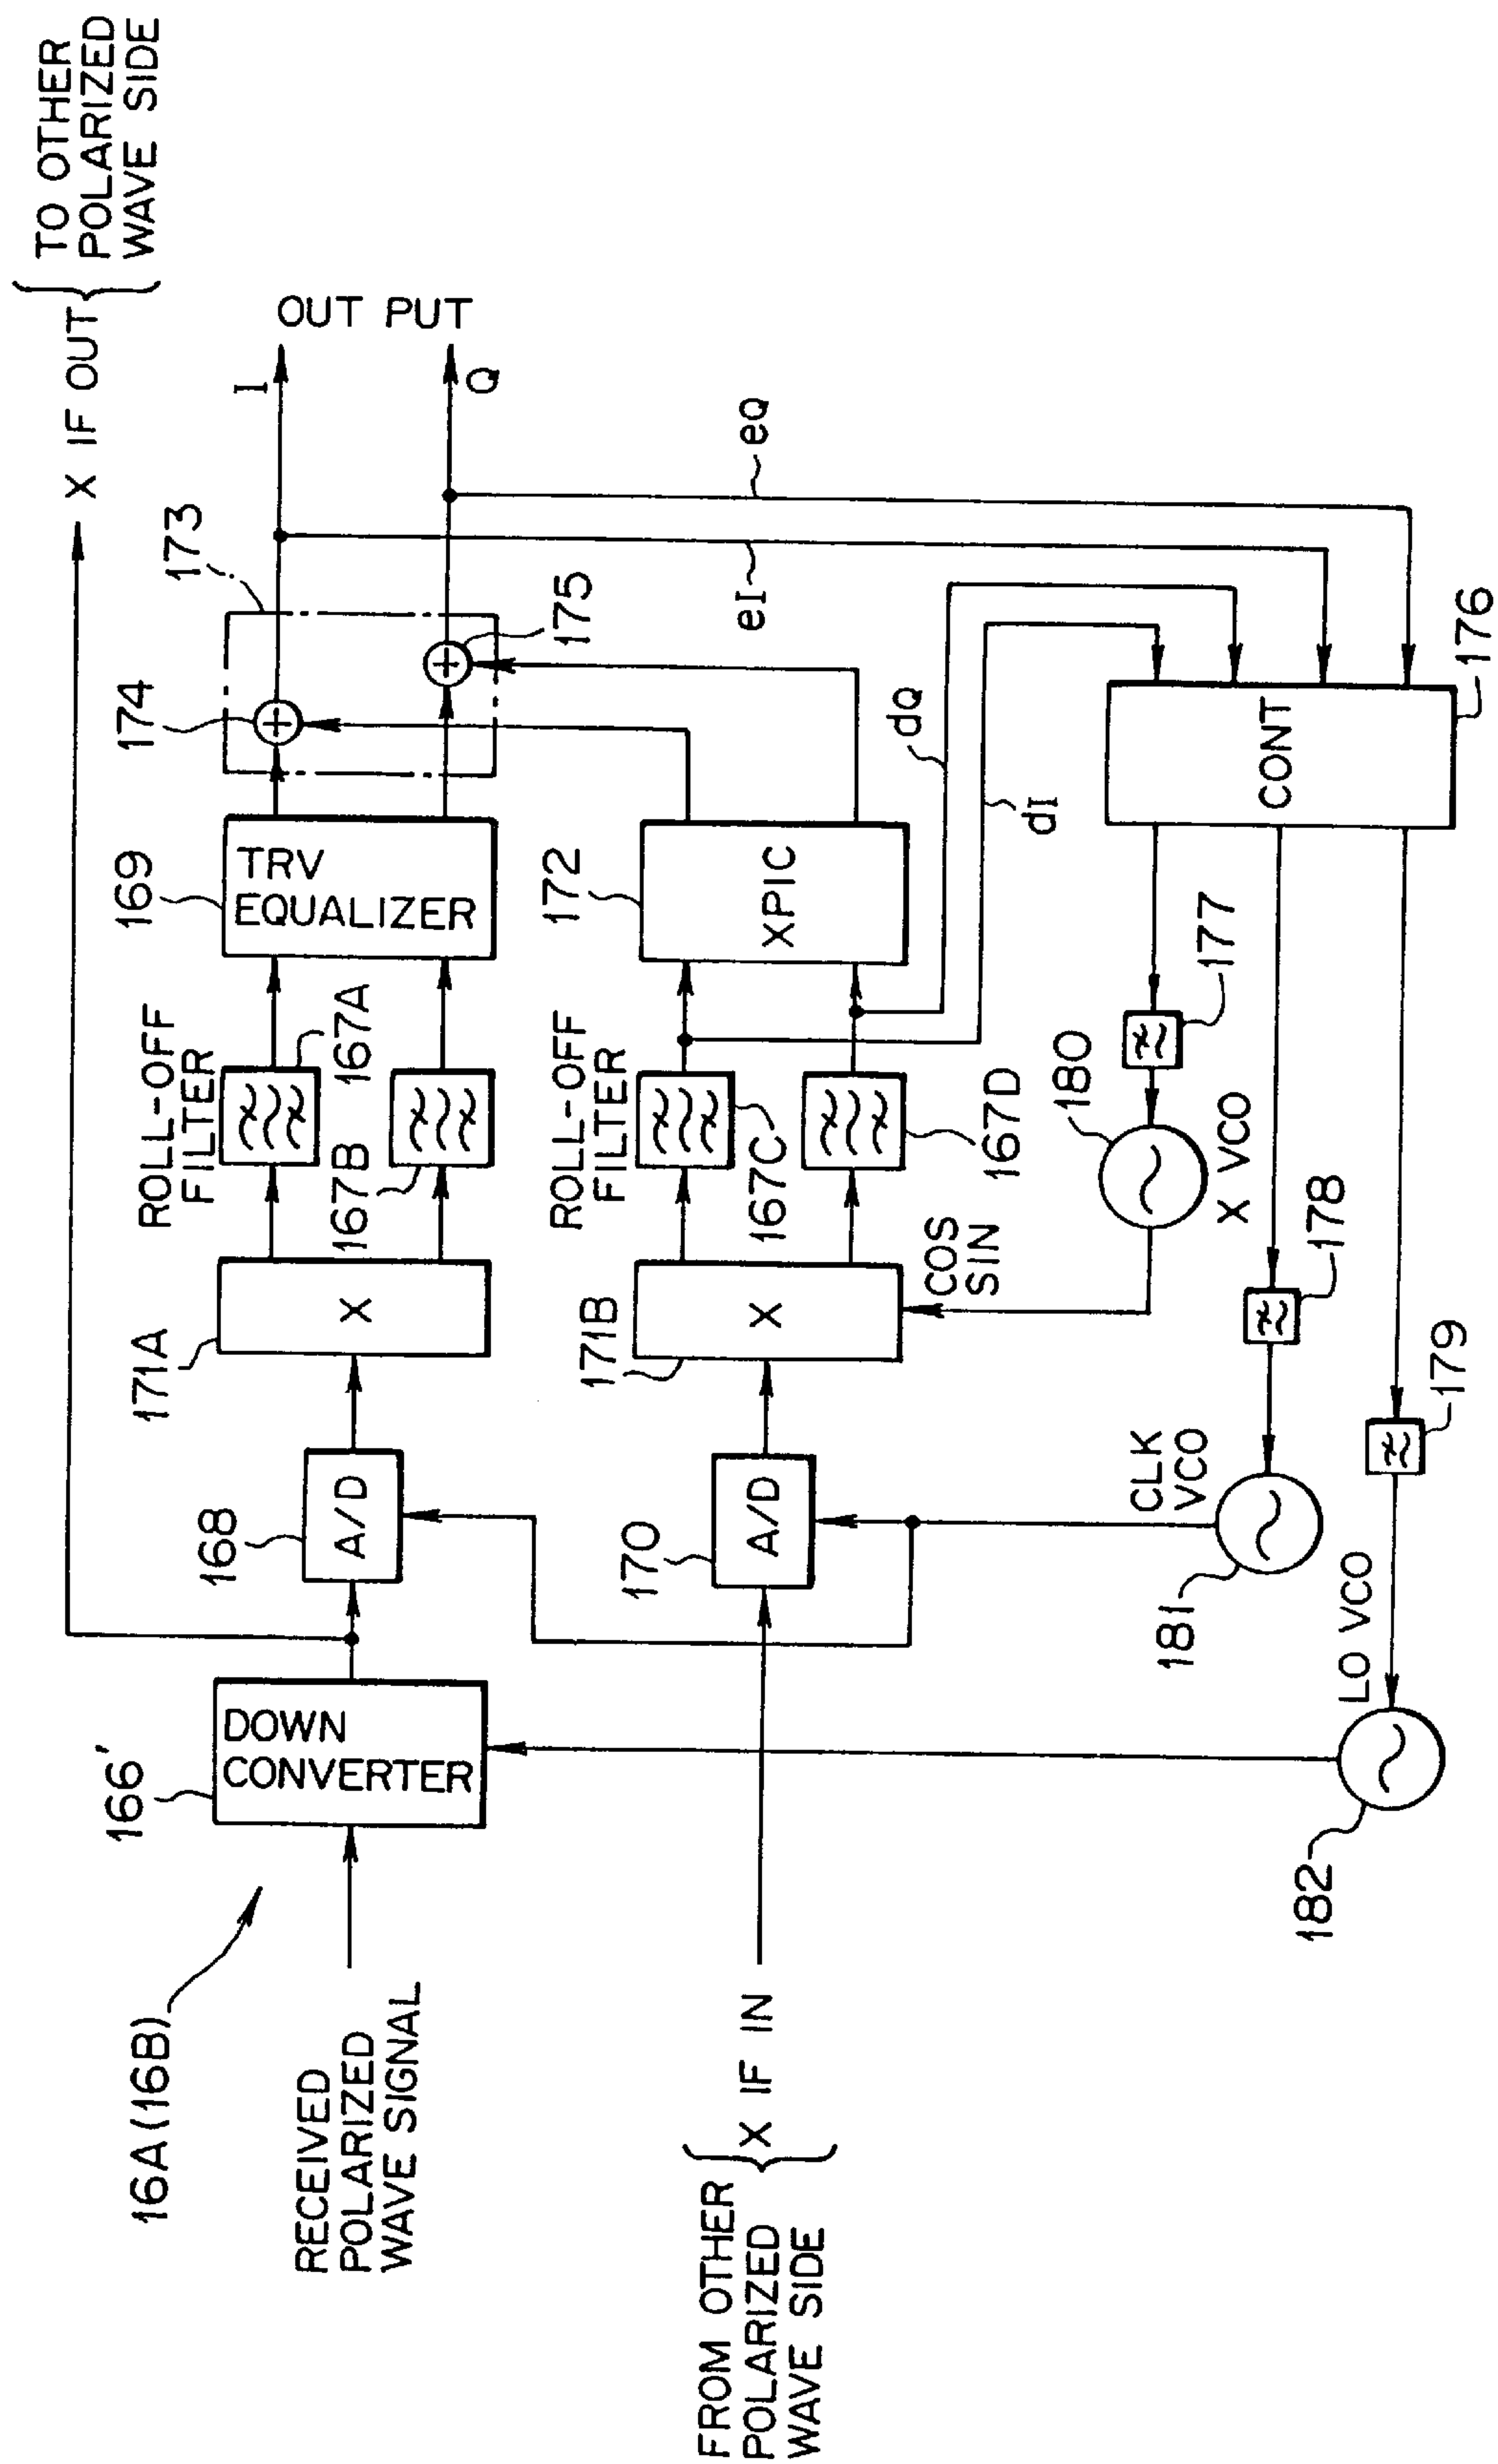 TO OTHER
POLARIZED
WAVE SIDE
X IF OUT
OUT PUT
I
Q
16A(16B)
RECEIVED
POLARIZED
WAVE SIGNAL
166'
DOWN
CONVERTER
168
A/D
171A
X
ROLL-OFF
FILTER
167A
167B
169
TRV
EQUALIZER
173
174
175
FROM OTHER
POLARIZED
WAVE SIDE
X IF IN
170
A/D
171B
X
COS
SIN
ROLL-OFF
FILTER
167C
167D
172
XPIC
dQ
dI
eI
eQ
CONT
176
177
180
X VCO
178
CLK
VCO
181
179
LO VCO
182